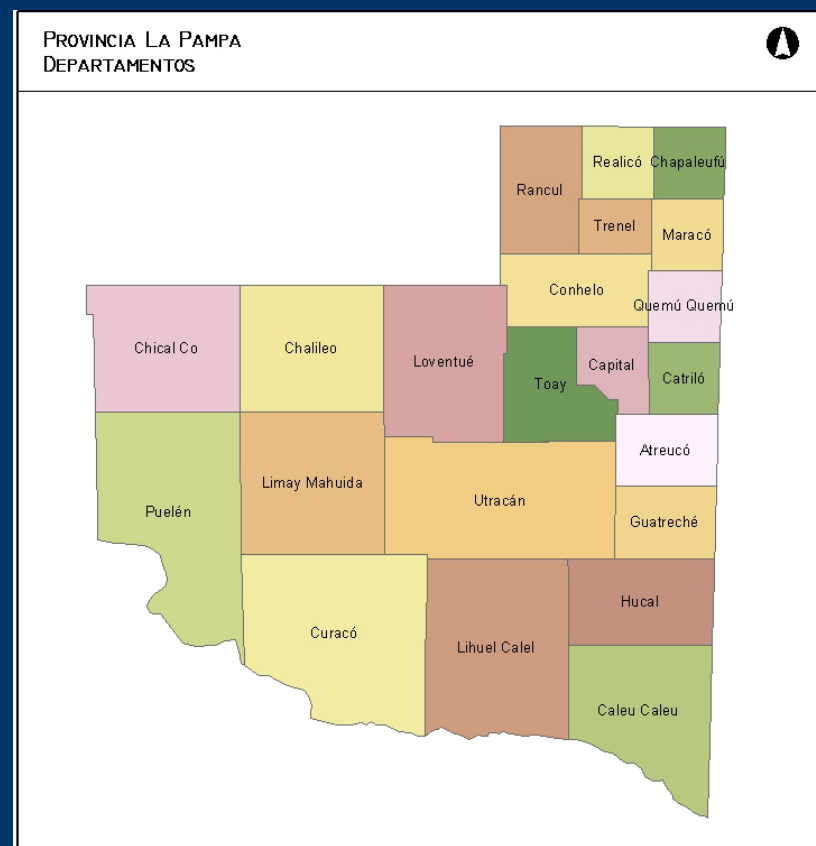 PROVINCIA LA PAMPA
DEPARTAMENTOS
Realicó
Chapaleufú
Rancul
Trenel
Maracó
Conhelo
Quemú Quemú
Chical Co
Chalileo
Loventué
Capital
Toay
Catriló
Atreucó
Limay Mahuida
Utracán
Puelén
Guatreché
Hucal
Curacó
Lihuel Calel
Caleu Caleu